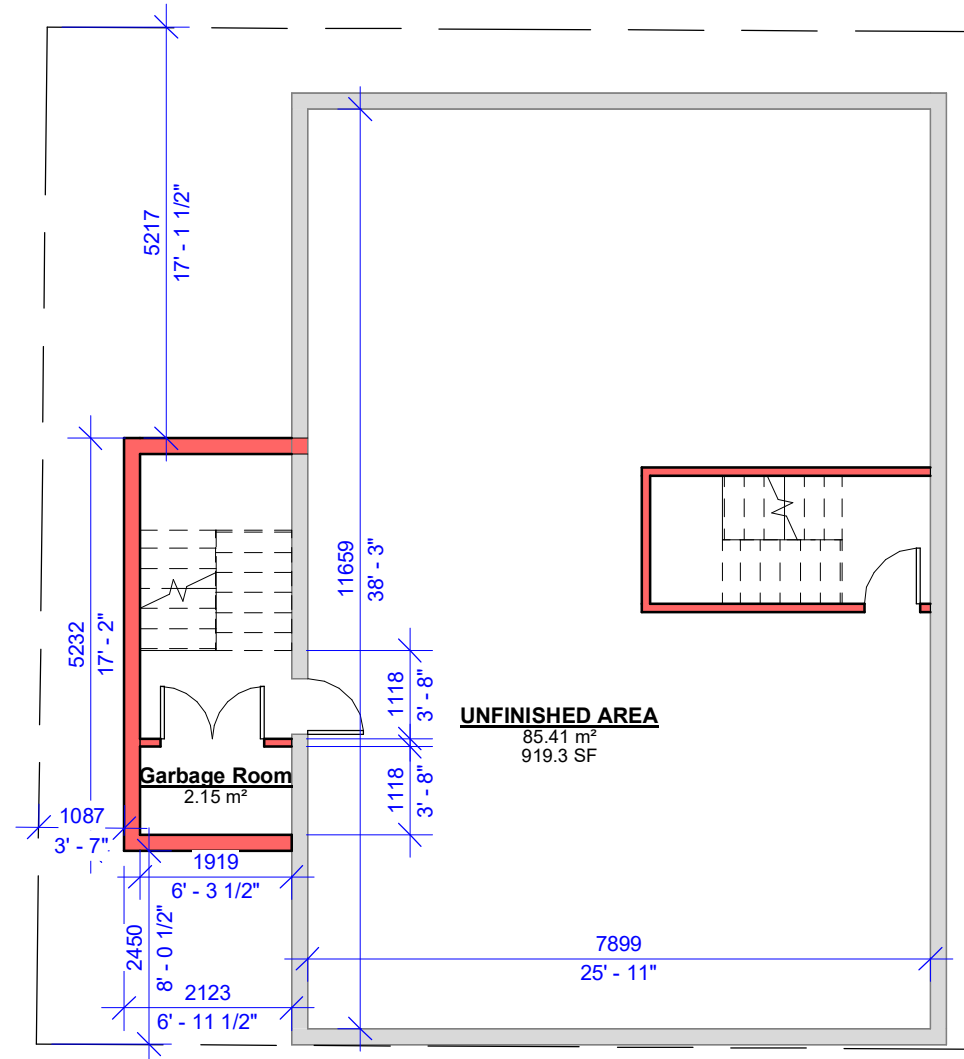 5217
17' - 1 1/2"
11659
38' - 3"
5232
17' - 2"
1118
3' - 8"
UNFINISHED AREA
85.41 m²
919.3 SF
1118
3' - 8"
Garbage Room
2.15 m²
1087
3' - 7"
1919
6' - 3 1/2"
2450
8' - 0 1/2"
7899
25' - 11"
2123
6' - 11 1/2"